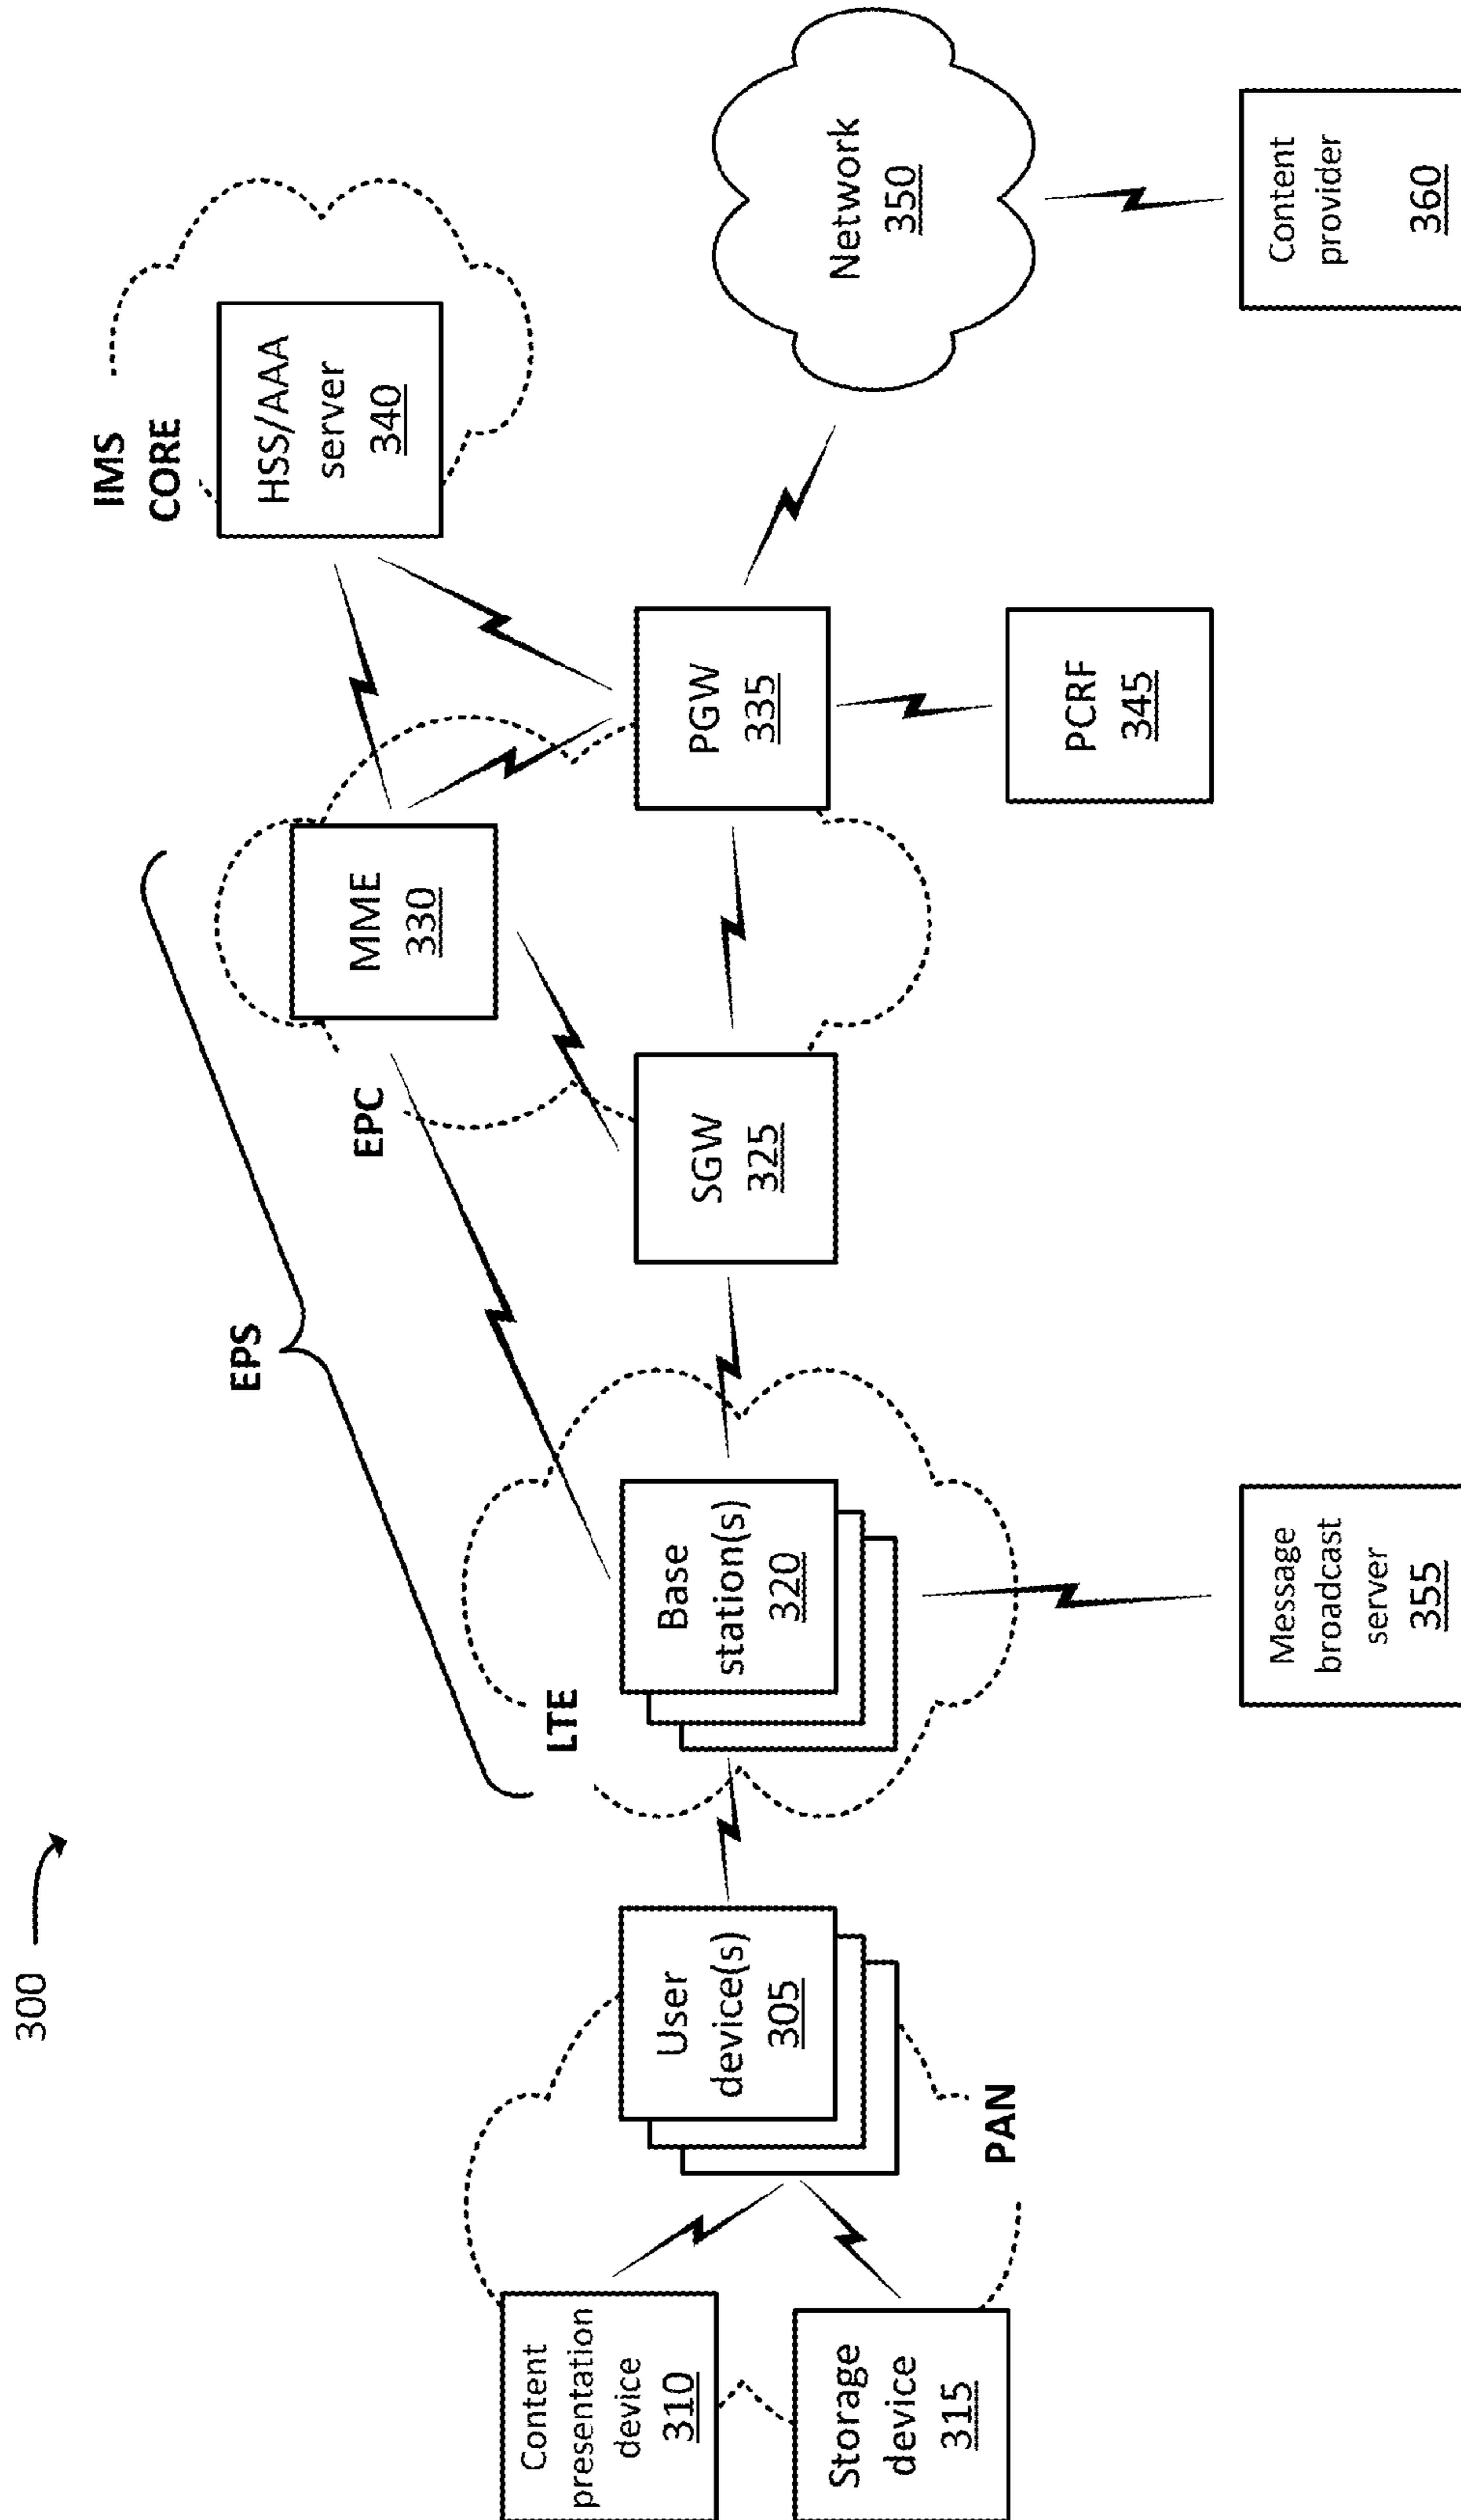 300
EPS
IMS
CORE
HSS/AAA
server
340
EPC
MME
330
LTE
Content
presentation
device
310
Storage
device
315
User
device(s)
305
PAN
Base
station(s)
320
SGW
325
PGW
335
Network
350
PCRF
345
Message
broadcast
server
355
Content
provider
360